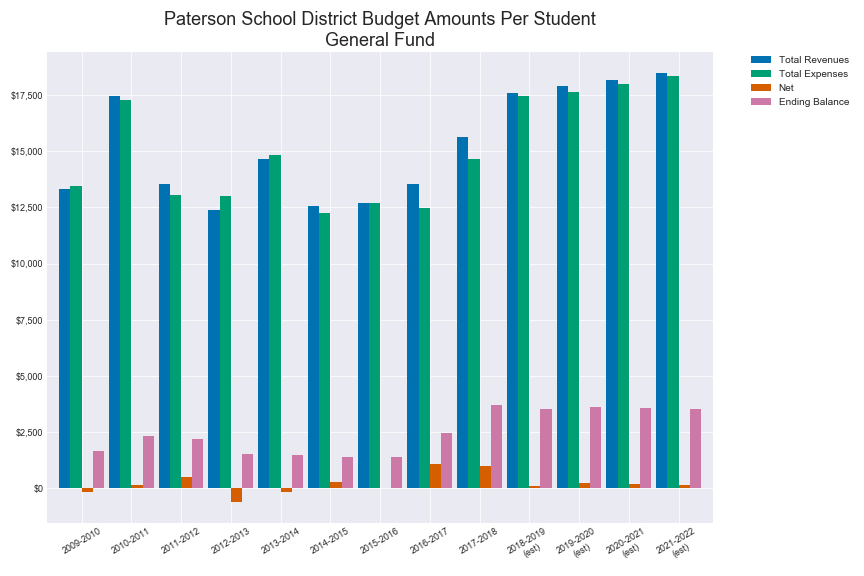 Paterson School District Budget Amounts Per Student
General Fund
Total Revenues
Total Expenses
Net
Ending Balance
$17,500
$15,000
$12,500
$10,000
$7,500
$5,000
$2,500
$0
2009-2010
2010-2011
2011-2012
2012-2013
2013-2014
2014-2015
2015-2016
2016-2017
2017-2018
2018-2019
(est)
2019-2020
(est)
2020-2021
(est)
2021-2022
(est)